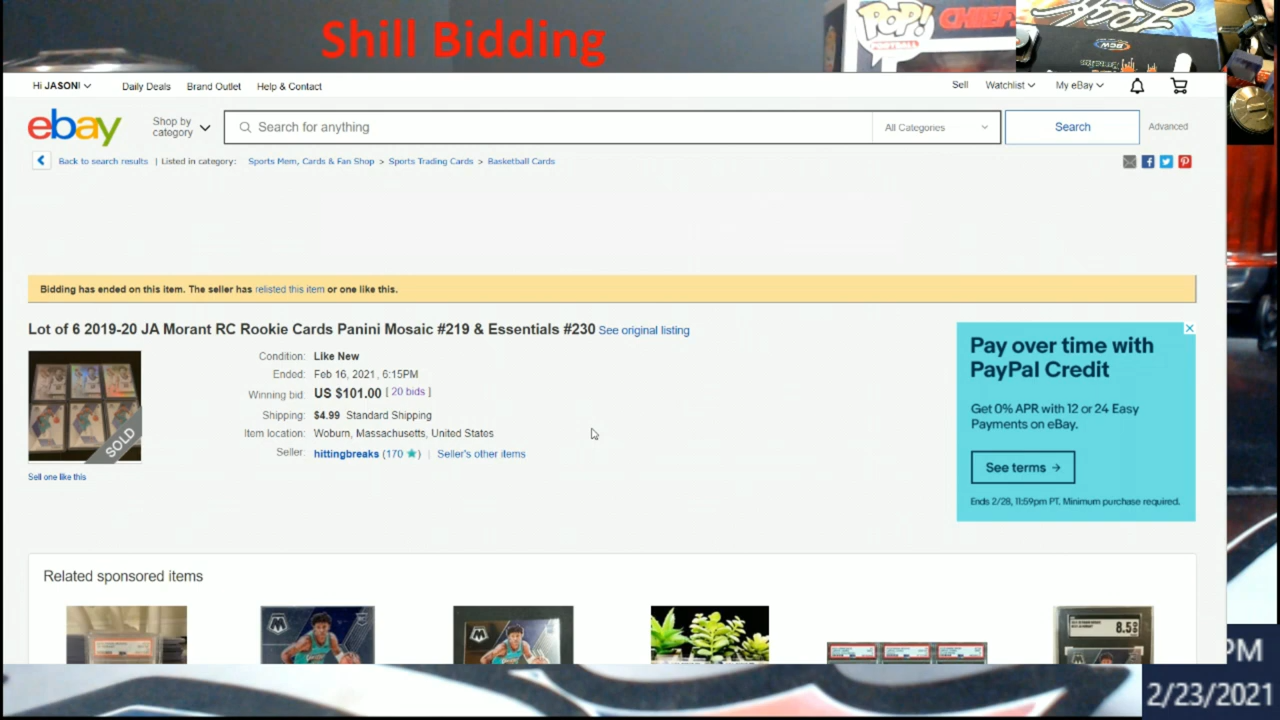 Shill Bidding
POP!
FOOTBALL
CHIEFS
Hi JASON!
Daily Deals
Brand Outlet
Help & Contact
Sell
Watchlist
My eBay
ebay
Shop by
category
Search for anything
All Categories
Search
Advanced
Back to search results | Listed in category: Sports Mem, Cards & Fan Shop > Sports Trading Cards > Basketball Cards
Bidding has ended on this item. The seller has relisted this item or one like this.
Lot of 6 2019-20 JA Morant RC Rookie Cards Panini Mosaic #219 & Essentials #230 See original listing
SOLD
Sell one like this
Condition: Like New
Ended: Feb 16, 2021, 6:15PM
Winning bid: US $101.00 [ 20 bids ]
Shipping: $4.99 Standard Shipping
Item location: Woburn, Massachusetts, United States
Seller: hittingbreaks (170 ) | Seller's other items
Pay over time with
PayPal Credit
Get 0% APR with 12 or 24 Easy
Payments on eBay.
See terms →
Ends 2/28, 11:59pm PT. Minimum purchase required.
Related sponsored items
8.5
PM
2/23/2021